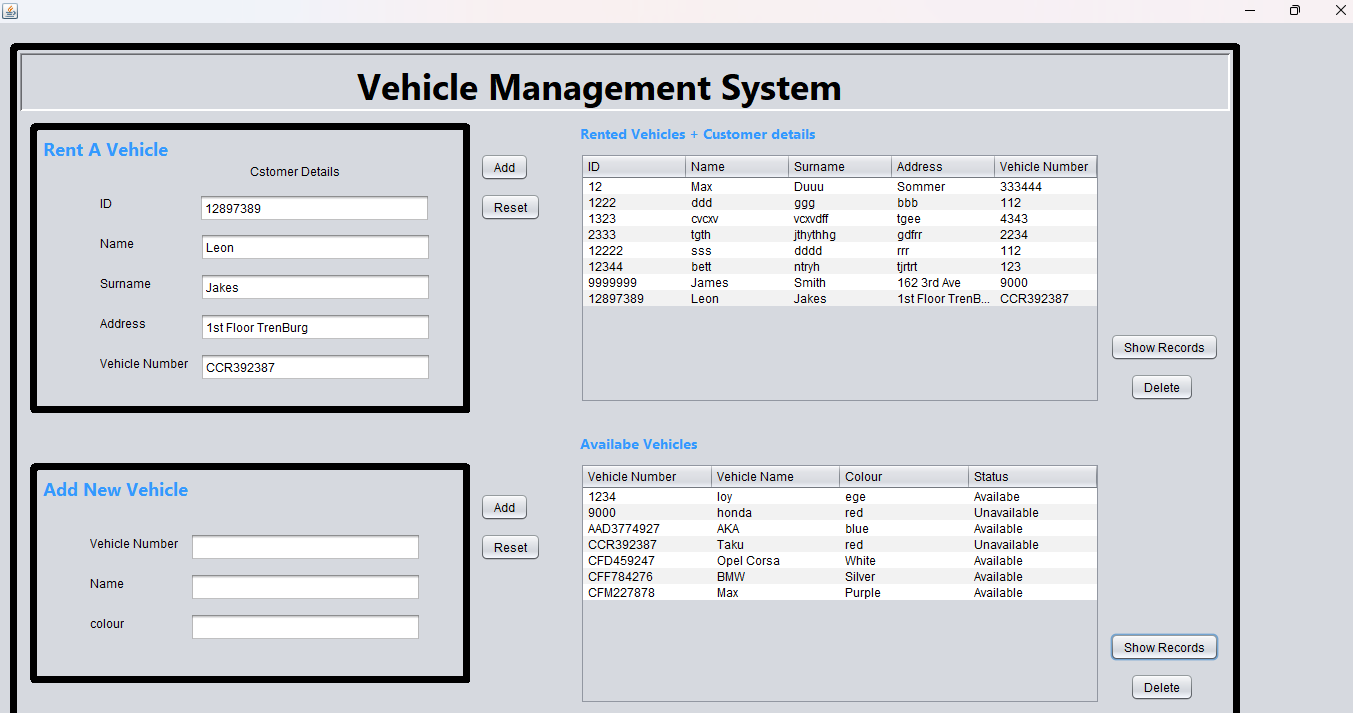 Vehicle Management System
Rent A Vehicle
Cstomer Details
ID 12897389
Name Leon
Surname Jakes
Address 1st Floor TrenBurg
Vehicle Number CCR392387
Add
Reset
Rented Vehicles + Customer details
ID Name Surname Address Vehicle Number
12 Max Duuu Sommer 333444
1222 ddd ggg bbb 112
1323 cvcxv vcxvdff tgee 4343
2333 tgth jthythhg gdfrr 2234
12222 sss dddd rrr 112
12344 bett ntryh tjrtrt 123
9999999 James Smith 162 3rd Ave 9000
12897389 Leon Jakes 1st Floor TrenB... CCR392387
Show Records
Delete
Add New Vehicle
Vehicle Number
Name
colour
Add
Reset
Availabe Vehicles
Vehicle Number Vehicle Name Colour Status
1234 loy ege Availabe
9000 honda red Unavailable
AAD3774927 AKA blue Available
CCR392387 Taku red Unavailable
CFD459247 Opel Corsa White Available
CFF784276 BMW Silver Available
CFM227878 Max Purple Available
Show Records
Delete